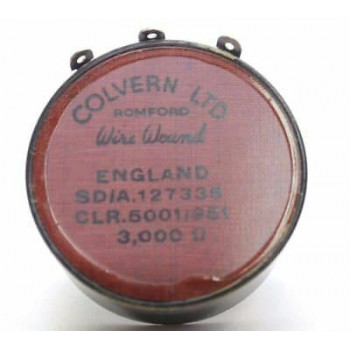 COLVERN LTD
ROMFORD
Wire Wound
ENGLAND
SD/A.127335
CLR.5001/951
3,000 Ω